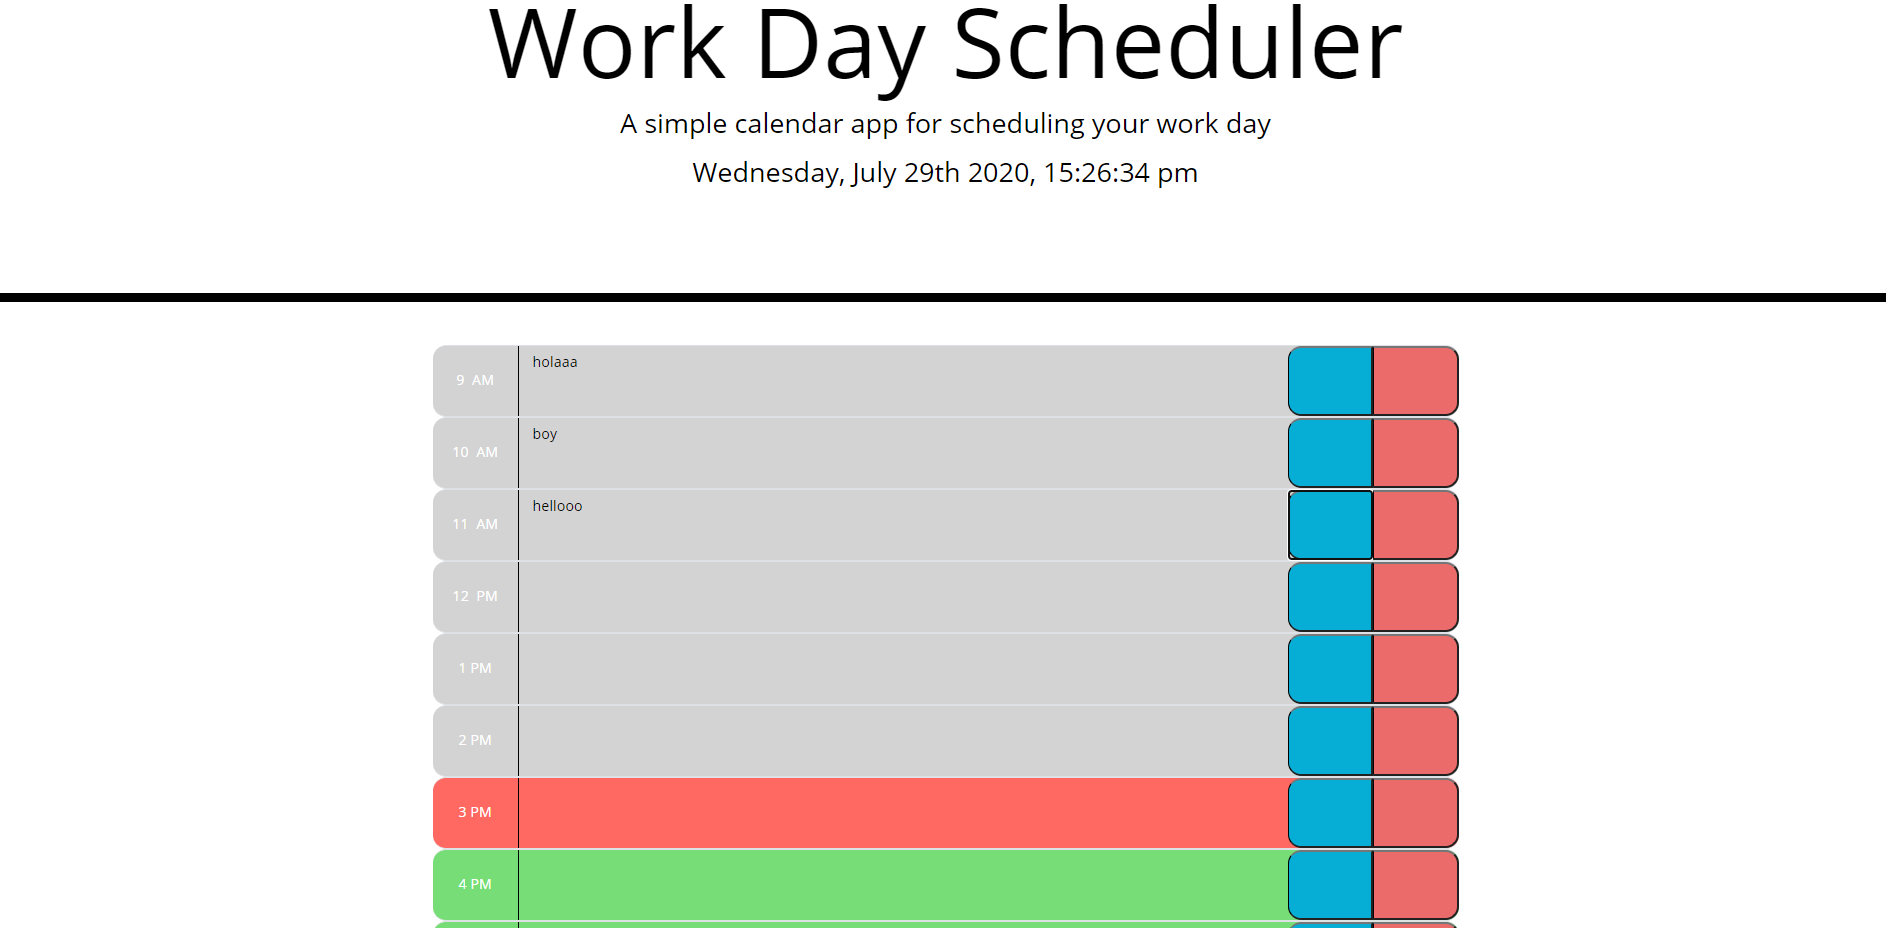 Work Day Scheduler
A simple calendar app for scheduling your work day
Wednesday, July 29th 2020, 15:26:34 pm
9 AM holaaa
10 AM boy
11 AM hellooo
12 PM
1 PM
2 PM
3 PM
4 PM